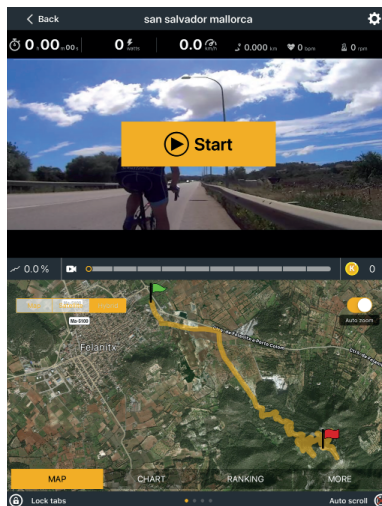 Back
san salvador mallorca
0 h 00 m 00 s
0 watts
0.0 km/h
0.000 km
0 bpm
0 rpm
Start
0.0 %
K 0
Ma-5100
Felanitx
Auto zoom
MAP
CHART
RANKING
MORE
Lock tabs
Auto scroll